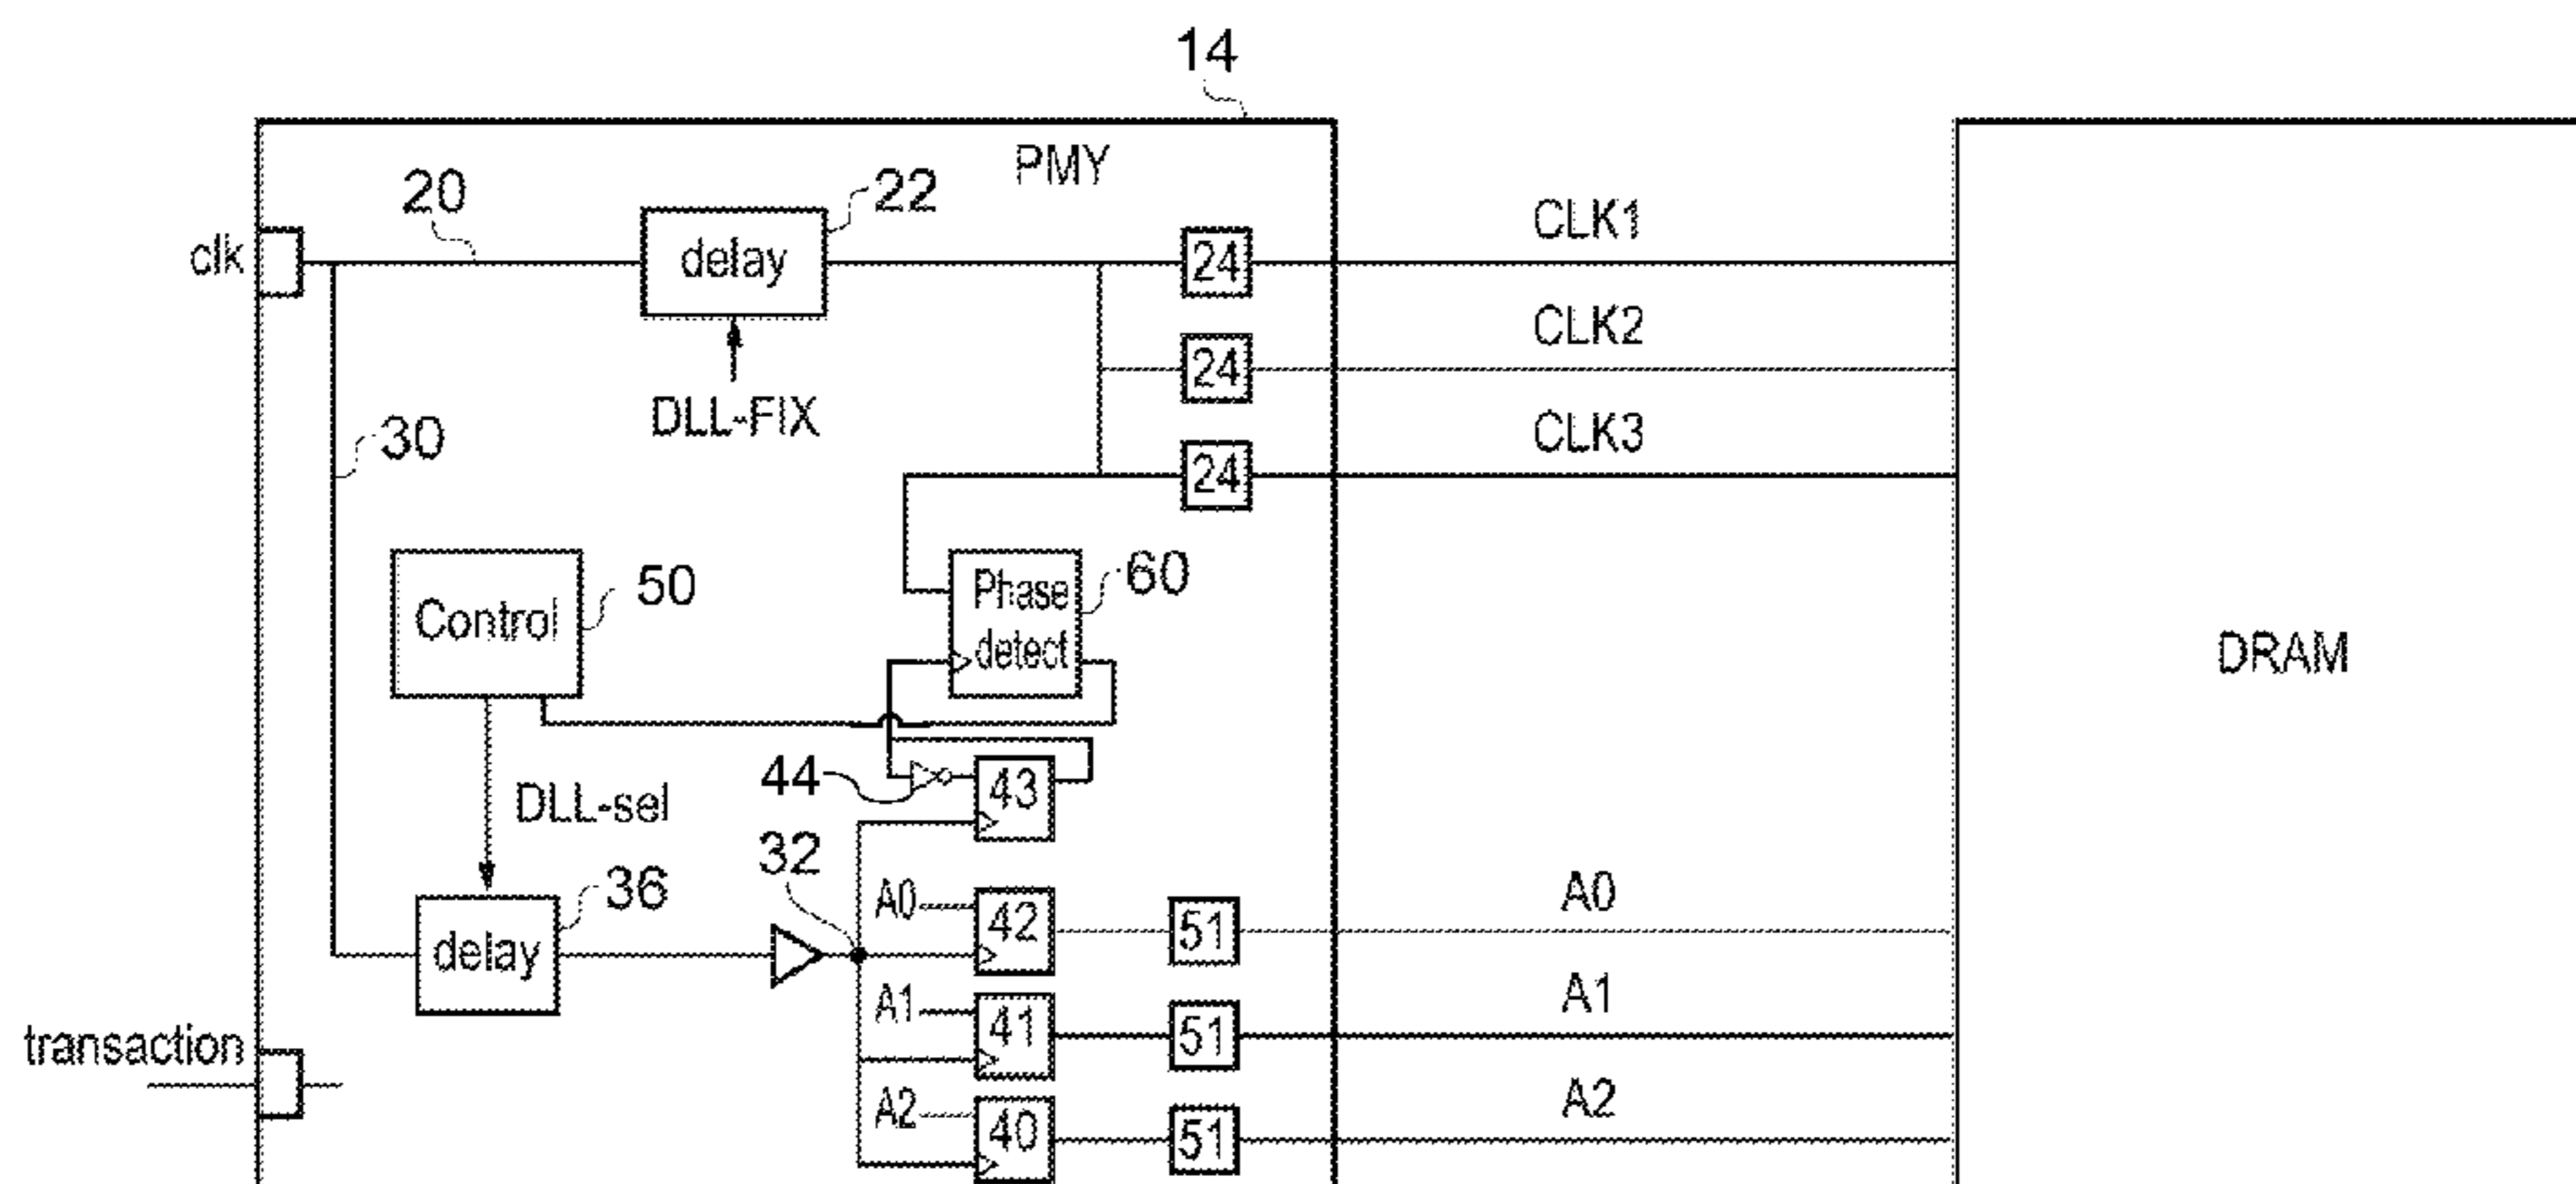 14
PMY
20
22
clk
delay
24
CLK1
DLL-FIX
24
CLK2
30
24
CLK3
Control
50
Phase
detect
60
DLL-sel
44
43
32
delay
36
A0
42
51
A0
A1
41
51
A1
transaction
A2
40
51
A2
DRAM